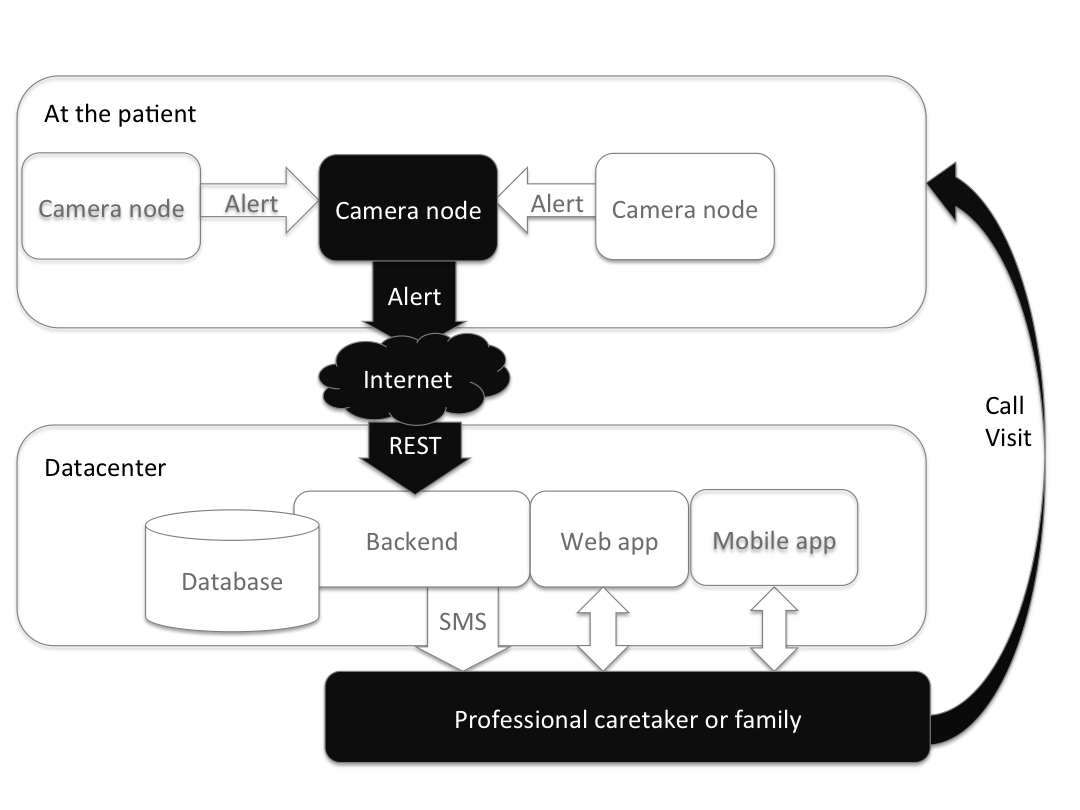 At the patient
Camera node
Alert
Camera node
Alert
Camera node
Alert
Internet
REST
Call
Visit
Datacenter
Backend
Web app
Mobile app
Database
SMS
Professional caretaker or family